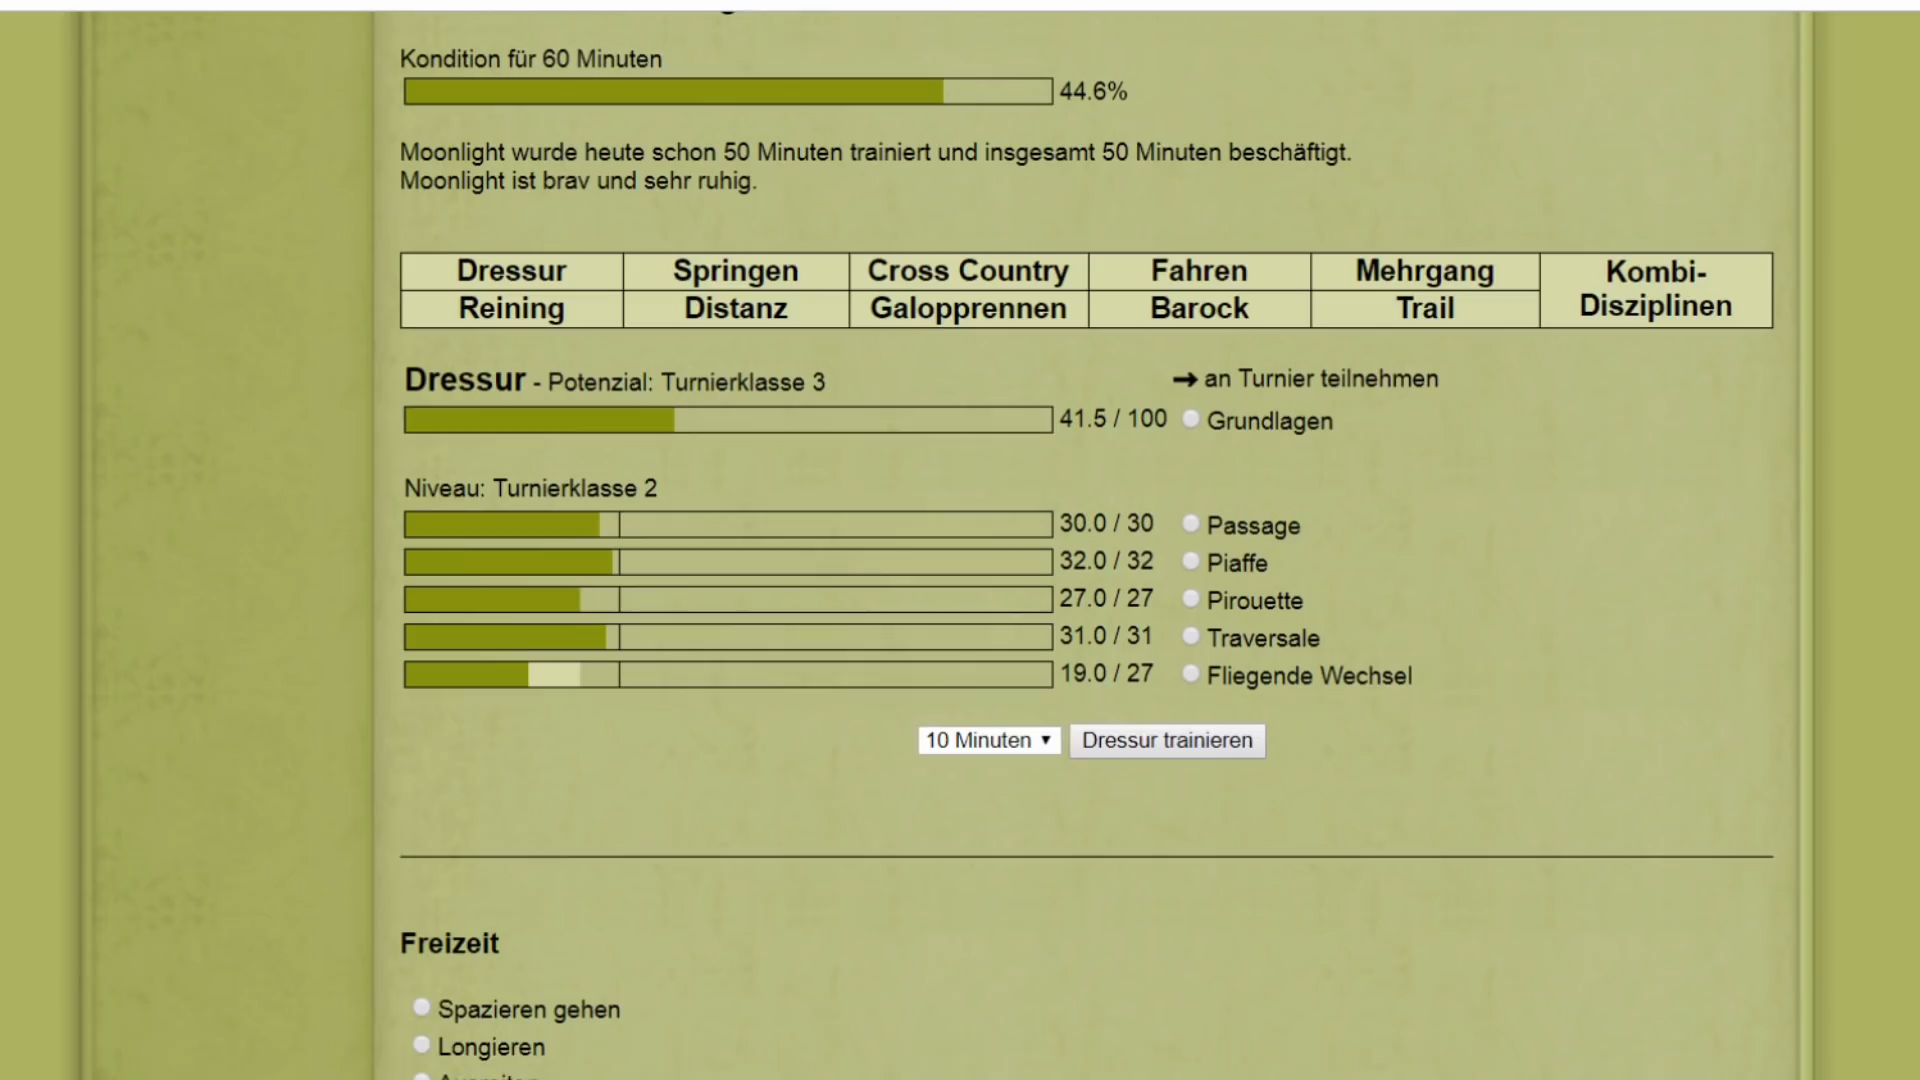 Kondition für 60 Minuten
44.6%
Moonlight wurde heute schon 50 Minuten trainiert und insgesamt 50 Minuten beschäftigt.
Moonlight ist brav und sehr ruhig.
Dressur Springen Cross Country Fahren Mehrgang Kombi-
Disziplinen
Reining Distanz Galopprennen Barock Trail
Dressur - Potenzial: Turnierklasse 3 → an Turnier teilnehmen
41.5 / 100 Grundlagen
Niveau: Turnierklasse 2
30.0 / 30 Passage
32.0 / 32 Piaffe
27.0 / 27 Pirouette
31.0 / 31 Traversale
19.0 / 27 Fliegende Wechsel
10 Minuten ▾ Dressur trainieren
Freizeit
Spazieren gehen
Longieren